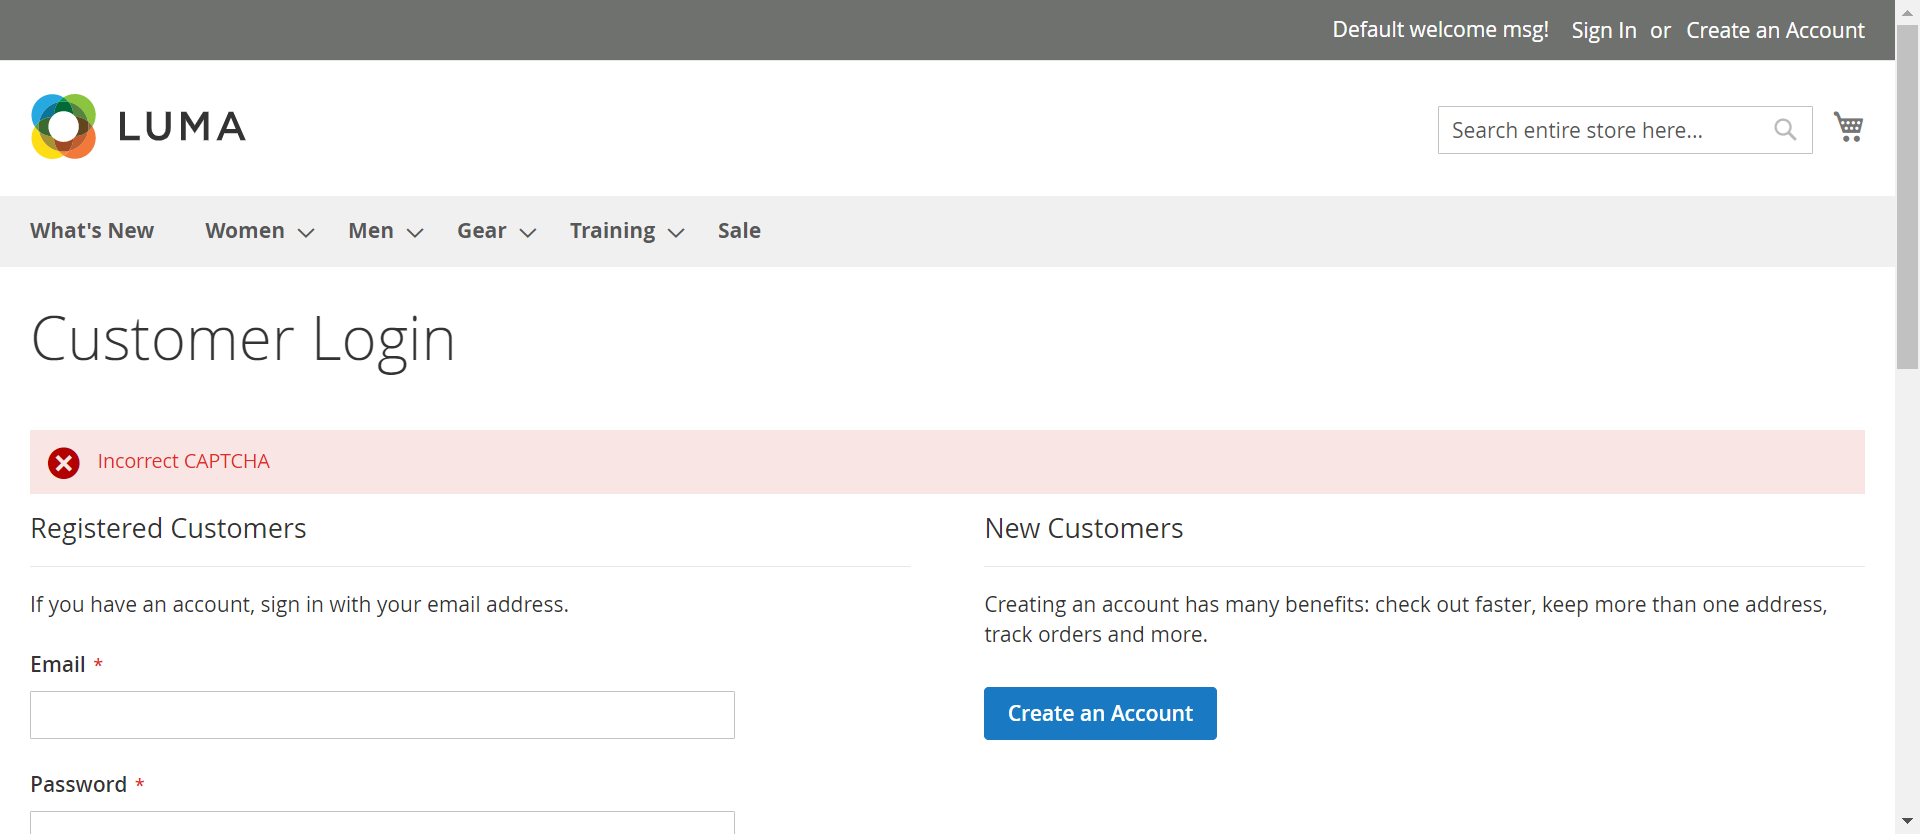 Default welcome msg! Sign In or Create an Account
LUMA
Search entire store here...
What's New Women Men Gear Training Sale
Customer Login
Incorrect CAPTCHA
Registered Customers
If you have an account, sign in with your email address.
Email *
Password *
New Customers
Creating an account has many benefits: check out faster, keep more than one address,
track orders and more.
Create an Account